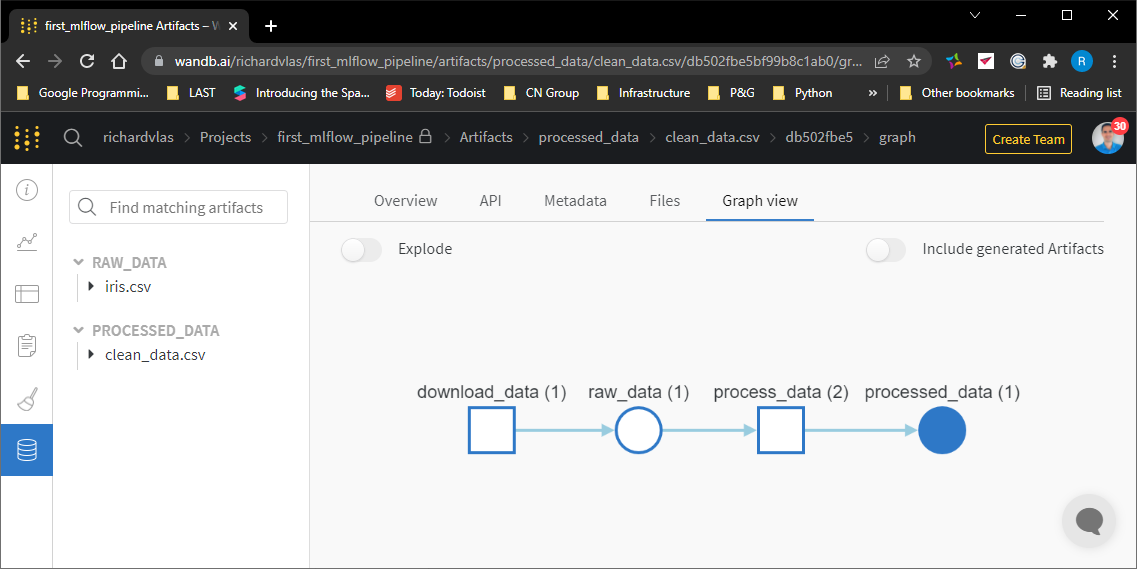 first_mlflow_pipeline Artifacts – W
wandb.ai/richardvlas/first_mlflow_pipeline/artifacts/processed_data/clean_data.csv/db502fbe5bf99b8c1ab0/gr...
R
Google Programmi... LAST Introducing the Spa... Today: Todoist CN Group Infrastructure P&G Python » Other bookmarks Reading list
richardvlas > Projects > first_mlflow_pipeline > Artifacts > processed_data > clean_data.csv > db502fbe5 > graph
Create Team
30
Find matching artifacts
Overview API Metadata Files Graph view
Explode
Include generated Artifacts
RAW_DATA
iris.csv
PROCESSED_DATA
clean_data.csv
download_data (1) raw_data (1) process_data (2) processed_data (1)